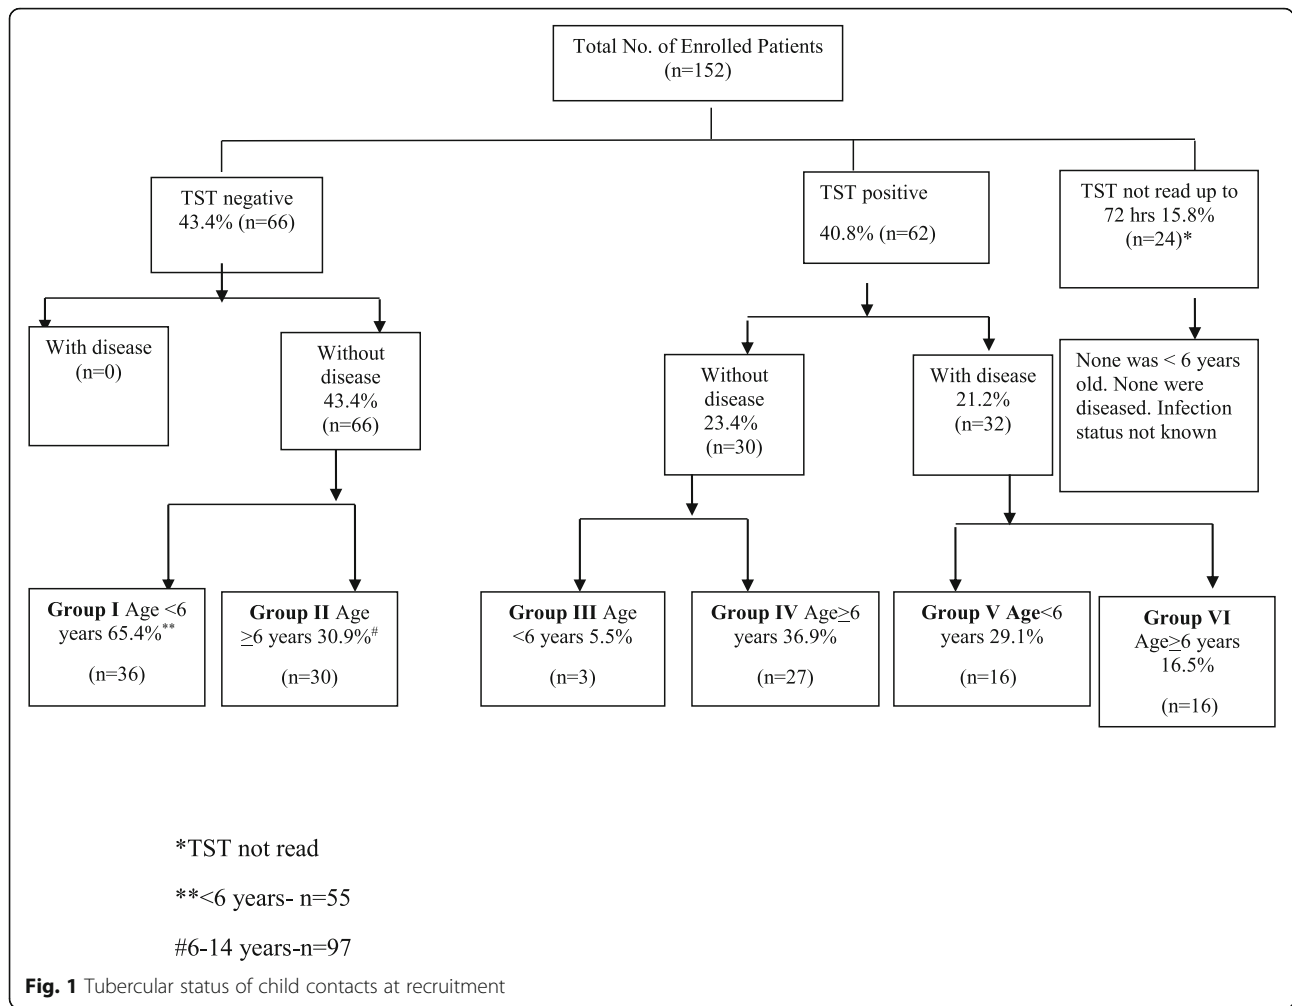 Total No. of Enrolled Patients
(n=152)
TST negative
43.4% (n=66)
TST positive
40.8% (n=62)
TST not read up to
72 hrs 15.8%
(n=24)*
With disease
(n=0)
Without
disease
43.4%
(n=66)
Without
disease
23.4%
(n=30)
With disease
21.2%
(n=32)
None was < 6 years
old. None were
diseased. Infection
status not known
Group I Age <6
years 65.4%**
(n=36)
Group II Age
≥6 years 30.9%#
(n=30)
Group III Age
<6 years 5.5%
(n=3)
Group IV Age≥6
years 36.9%
(n=27)
Group V Age<6
years 29.1%
(n=16)
Group VI
Age≥6 years
16.5%
(n=16)
*TST not read
**<6 years- n=55
#6-14 years-n=97
Fig. 1 Tubercular status of child contacts at recruitment